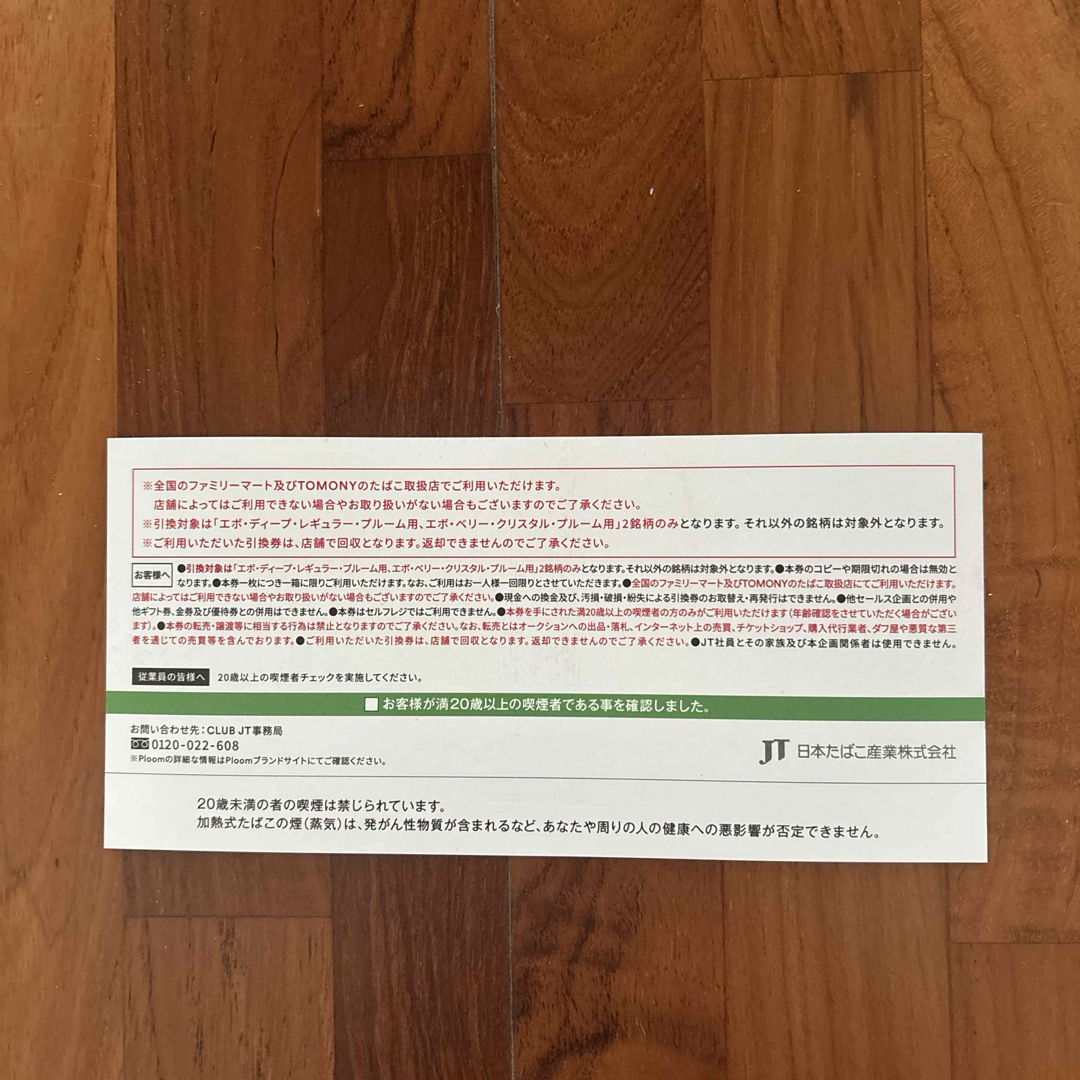 ※全国のファミリーマート及びTOMONYのたばこ取扱店でご利用いただけます。
店舗によってはご利用できない場合やお取り扱いがない場合もございますのでご了承ください。
※引換対象は「エボ・ディープ・レギュラー・プルーム用、エボ・ベリー・クリスタル・プルーム用」2銘柄のみとなります。それ以外の銘柄は対象外となります。
※ご利用いただいた引換券は、店舗で回収となります。返却できませんのでご了承ください。
お客様へ ●引換対象は「エボ・ディープ・レギュラー・プルーム用、エボ・ベリー・クリスタル・プルーム用」2銘柄のみとなります。それ以外の銘柄は対象外となります。●本券のコピーや期限切れの場合は無効と
なります。●本券一枚につき一箱に限りご利用いただけます。なお、ご利用はお一人様一回限りとさせていただきます。●全国のファミリーマート及びTOMONYのたばこ取扱店にてご利用いただけます。
店舗によってはご利用できない場合やお取り扱いがない場合もございますのでご了承ください。●現金への換金及び、汚損・破損・紛失による引換券のお取替え・再発行はできません。●他セールス企画との併用や
他ギフト券、金券及び優待券との併用はできません。●本券はセルフレジではご利用できません。●本券を手にされた満20歳以上の喫煙者の方のみがご利用いただけます(年齢確認をさせていただく場合がござい
ます)。●本券の転売・譲渡等に相当する行為は禁止となりますのでご了承ください。なお、転売とはオークションへの出品・落札、インターネット上の売買、チケットショップ、購入代行業者、ダフ屋や悪質な第三
者を通じての売買等を含んでおります。●ご利用いただいた引換券は、店舗で回収となります。返却できませんのでご了承ください。●JT社員とその家族及び本企画関係者は使用できません。
従業員の皆様へ 20歳以上の喫煙者チェックを実施してください。
お客様が満20歳以上の喫煙者である事を確認しました。
お問い合わせ先:CLUB JT事務局
0120-022-608
※Ploomの詳細な情報はPloomブランドサイトにてご確認ください。
JT 日本たばこ産業株式会社
20歳未満の者の喫煙は禁じられています。
加熱式たばこの煙(蒸気)は、発がん性物質が含まれるなど、あなたや周りの人の健康への悪影響が否定できません。